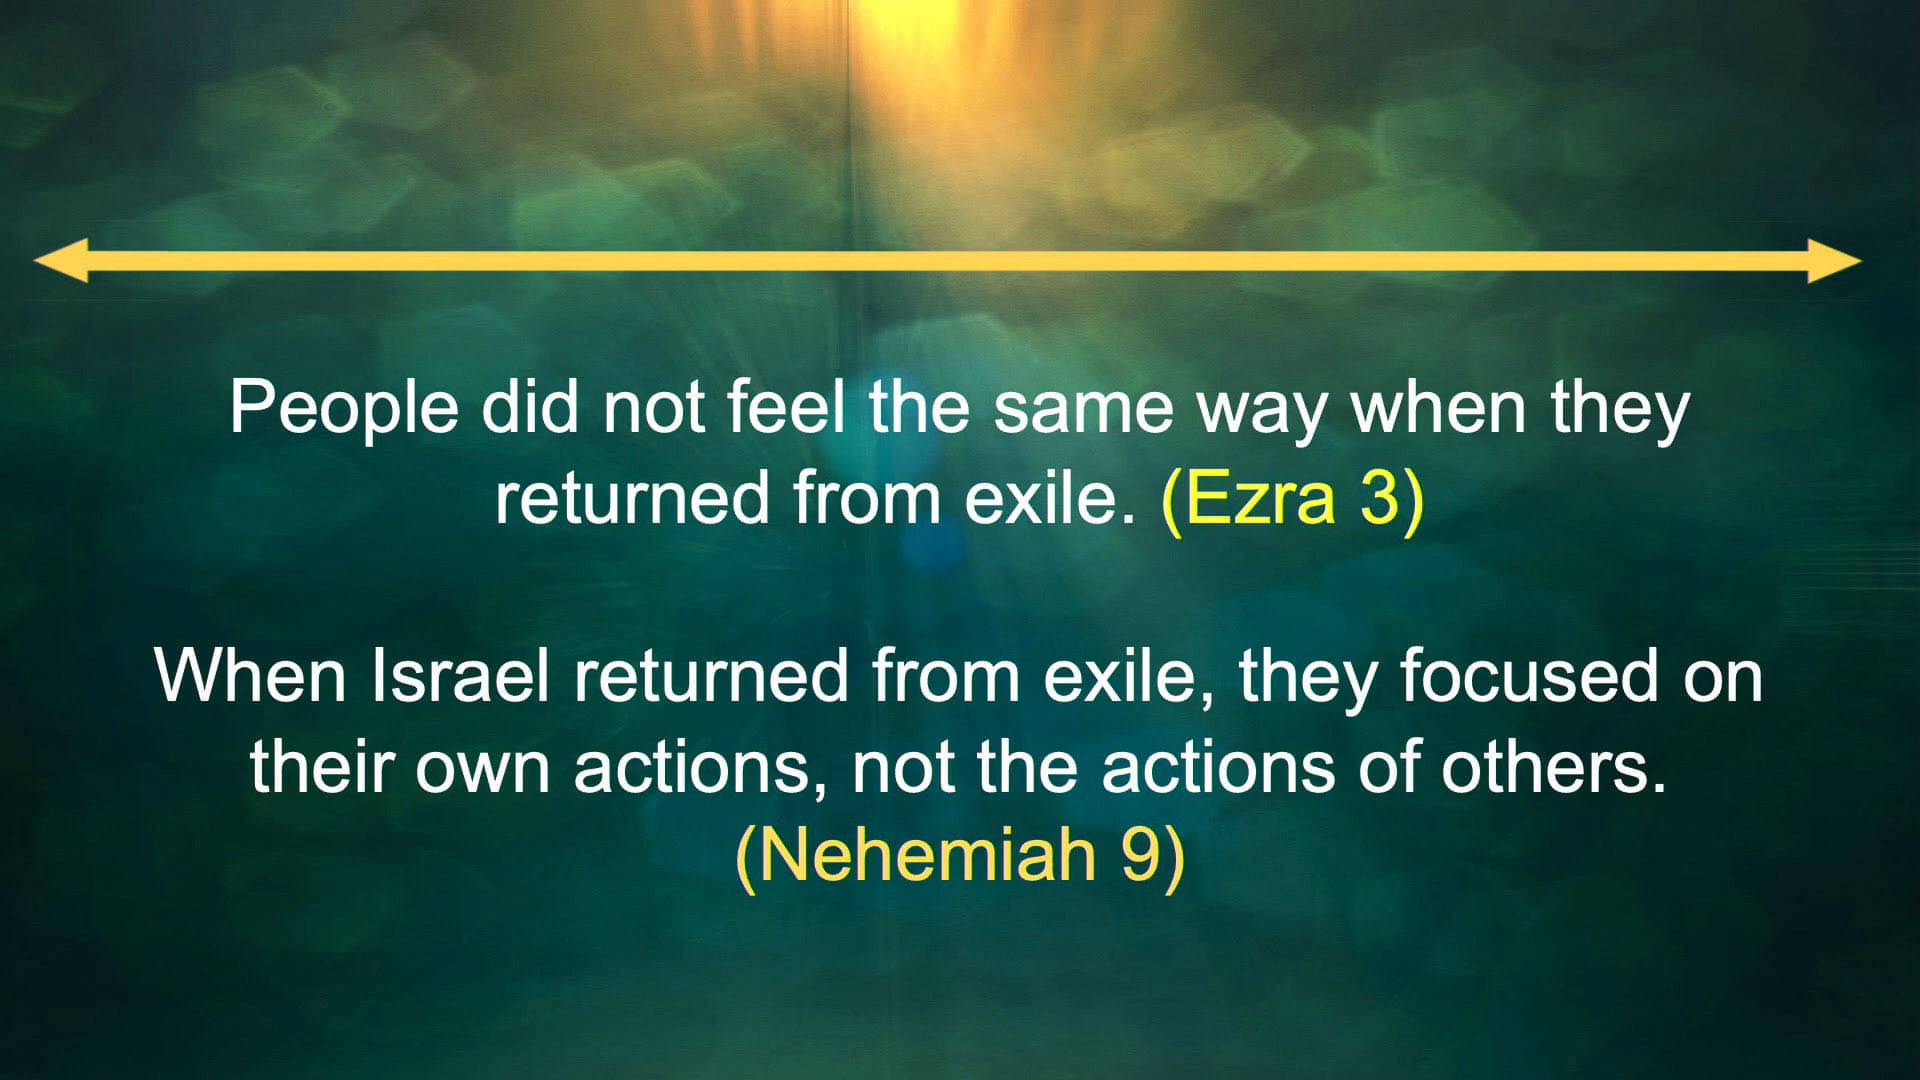 People did not feel the same way when they
returned from exile. (Ezra 3)
When Israel returned from exile, they focused on
their own actions, not the actions of others.
(Nehemiah 9)